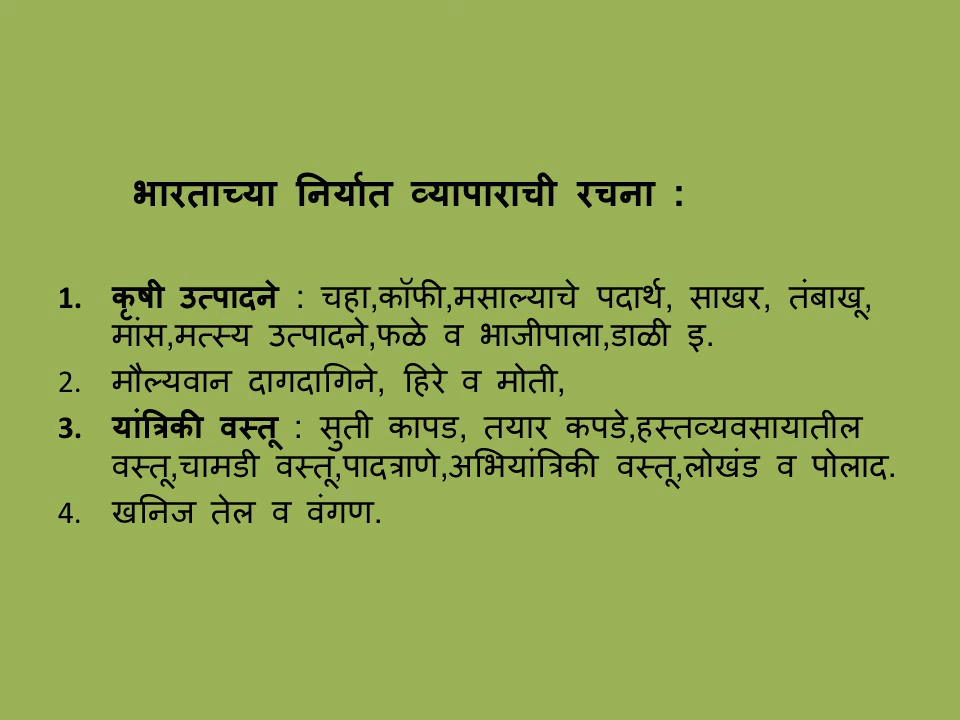 भारताच्या निर्यात व्यापाराची रचना :
1. कृषी उत्पादने : चहा,कॉफी,मसाल्याचे पदार्थ, साखर, तंबाखू,
मांस,मत्स्य उत्पादने,फळे व भाजीपाला,डाळी इ.
2. मौल्यवान दागदागिने, हिरे व मोती,
3. यांत्रिकी वस्तू : सुती कापड, तयार कपडे,हस्तव्यवसायातील
वस्तू,चामडी वस्तू,पादत्राणे,अभियांत्रिकी वस्तू,लोखंड व पोलाद.
4. खनिज तेल व वंगण.